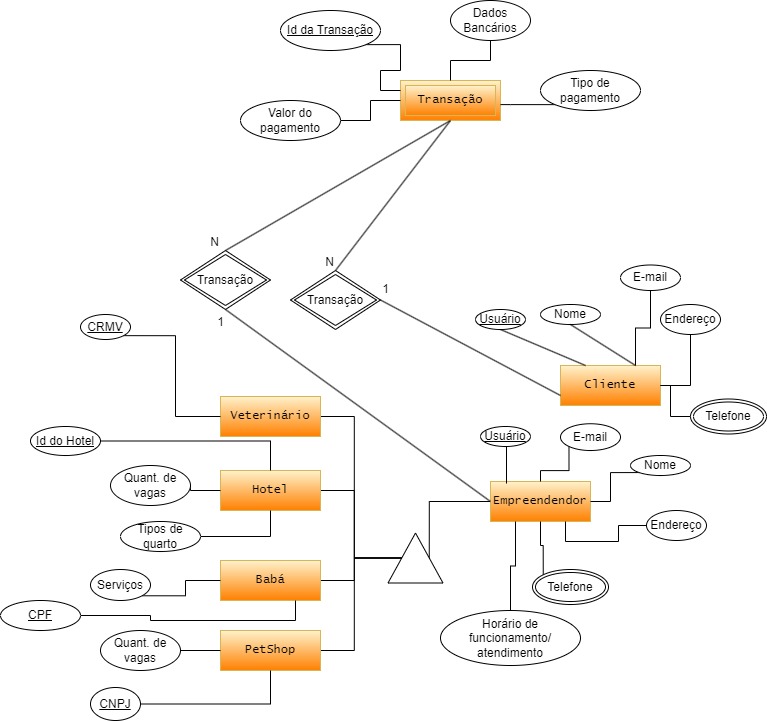 Dados
Bancários
Id da Transação
Transação
Tipo de
pagamento
Valor do
pagamento
N
N
Transação
Transação
1
1
E-mail
Nome
Usuário
Endereço
CRMV
Cliente
Veterinário
Telefone
Id do Hotel
Usuário
E-mail
Nome
Quant. de
vagas
Hotel
Empreendendor
Tipos de
quarto
Endereço
Serviços
Babá
Telefone
CPF
Horário de
funcionamento/
atendimento
Quant. de
vagas
PetShop
CNPJ